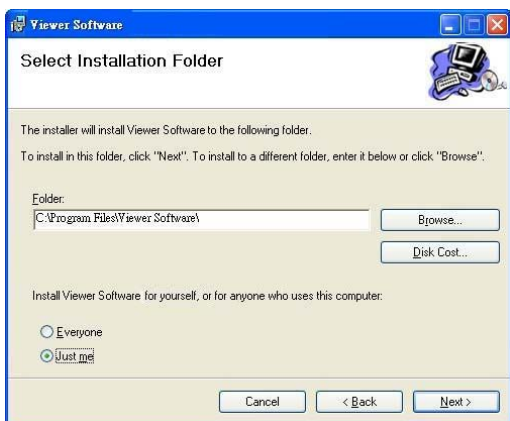 Viewer Software
Select Installation Folder
The installer will install Viewer Software to the following folder.
To install in this folder, click "Next". To install to a different folder, enter it below or click "Browse".
Folder:
C:\Program Files\Viewer Software\
Browse...
Disk Cost...
Install Viewer Software for yourself, or for anyone who uses this computer:
Everyone
Just me
Cancel
< Back
Next >